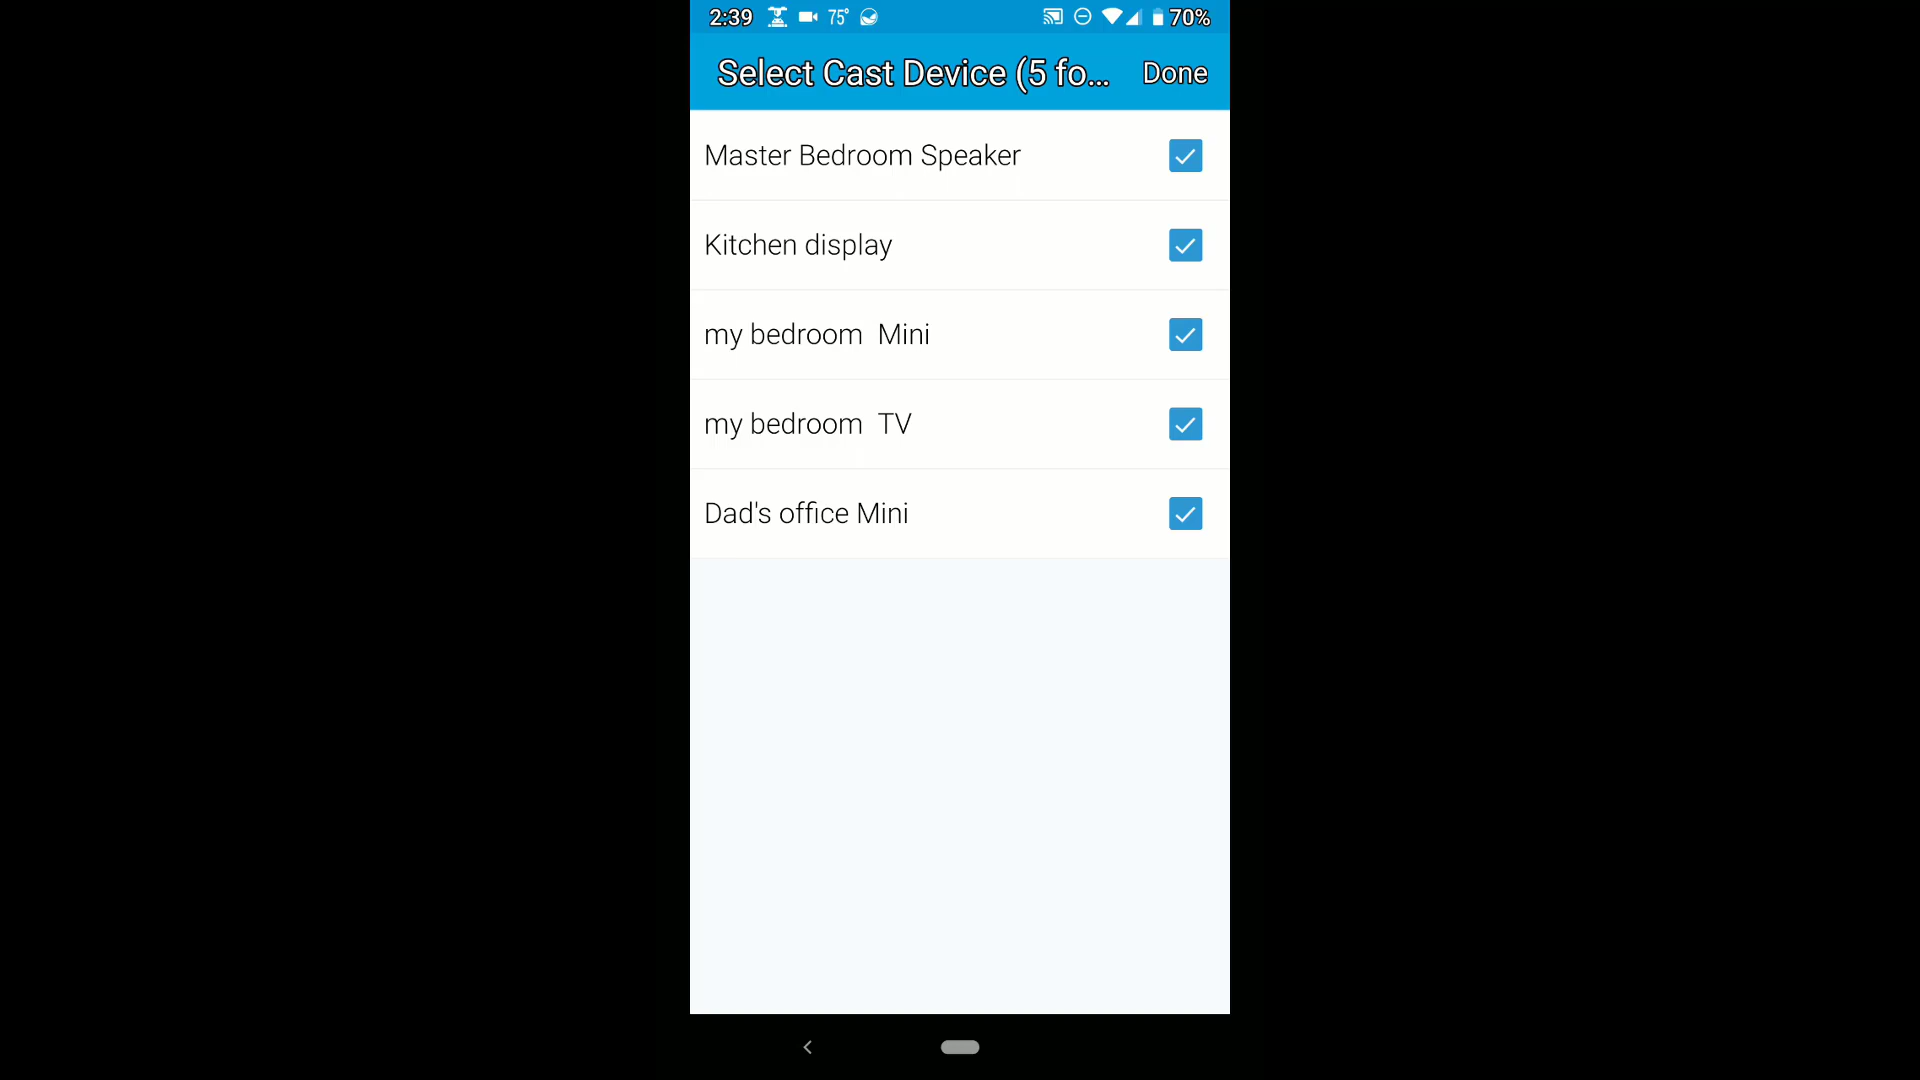 2:39 75° 70%
Select Cast Device (5 fo... Done
Master Bedroom Speaker
Kitchen display
my bedroom  Mini
my bedroom  TV
Dad's office Mini